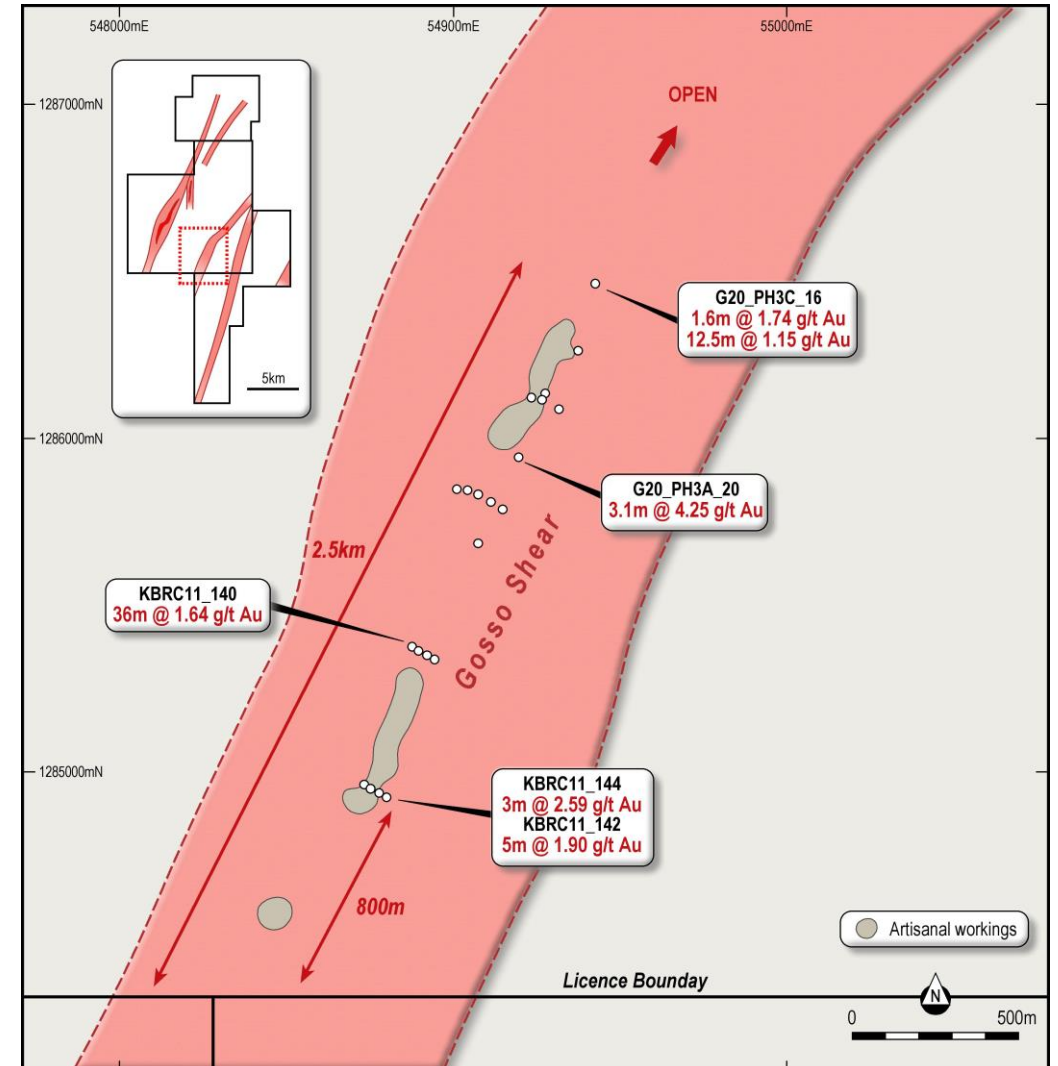 548000mE
54900mE
55000mE
1287000mN
OPEN
5km
G20_PH3C_16
1.6m @ 1.74 g/t Au
12.5m @ 1.15 g/t Au
1286000mN
G20_PH3A_20
3.1m @ 4.25 g/t Au
2.5km
Gosso Shear
KBRC11_140
36m @ 1.64 g/t Au
1285000mN
KBRC11_144
3m @ 2.59 g/t Au
KBRC11_142
5m @ 1.90 g/t Au
800m
Artisanal workings
Licence Bounday
N
0
500m